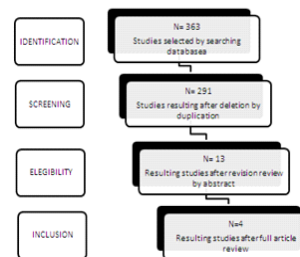 IDENTIFICATION
N= 363
Studies selected by searching
databasea
SCREENING
N= 291
Studies resulting after deletion by
duplication
ELEGIBILITY
N= 13
Resulting studies after revision review
by abstract
INCLUSION
N=4
Resulting studies after full article
review